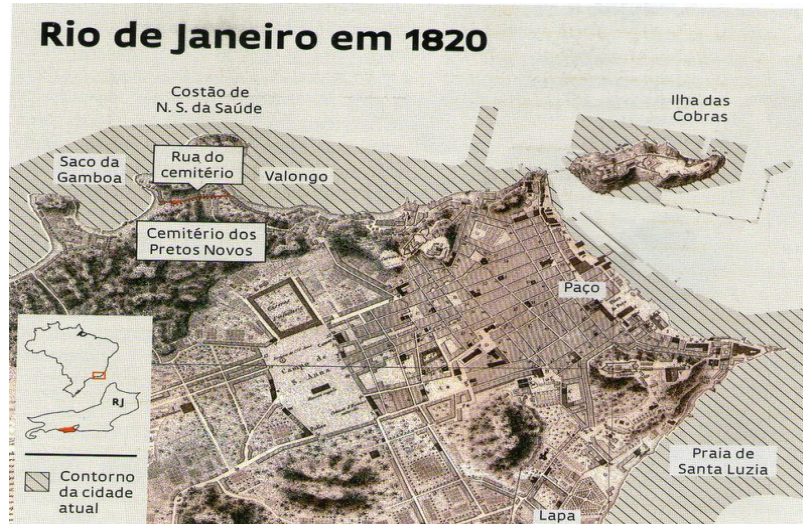 Rio de Janeiro em 1820
Costão de
N. S. da Saúde
Ilha das
Cobras
Saco da
Gamboa
Rua do
cemitério
Valongo
Cemitério dos
Pretos Novos
Paço
RJ
Contorno
da cidade
atual
Praia de
Santa Luzia
Lapa